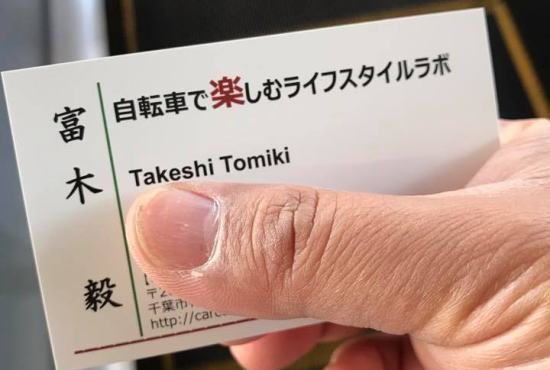 富木 毅
自転車で楽しむライフスタイルラボ
Takeshi Tomiki
千葉市
http://